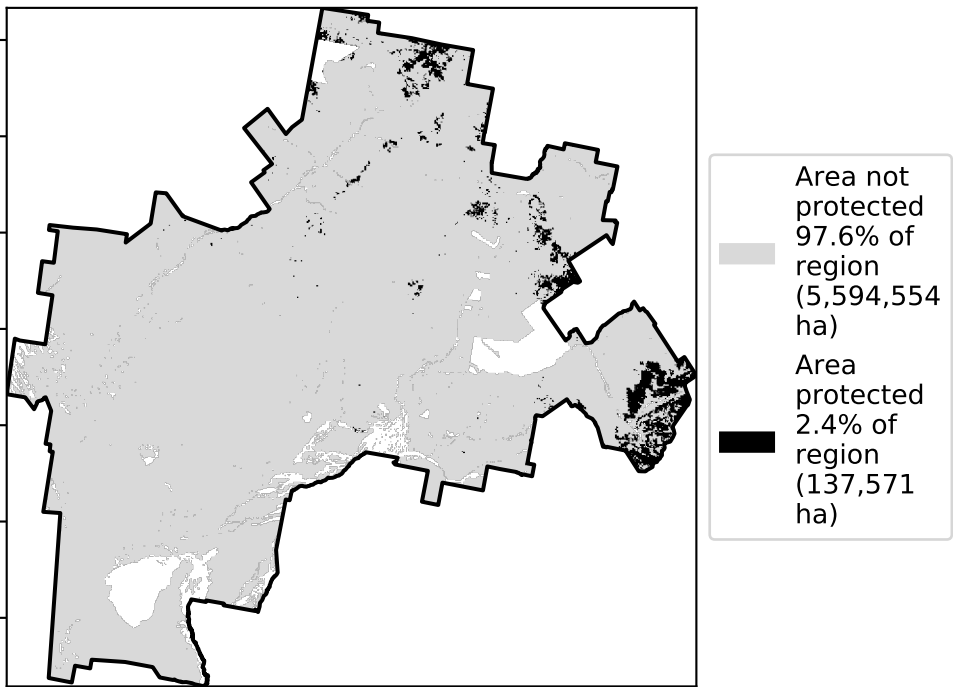 Area not
protected
97.6% of
region
(5,594,554
ha)
Area
protected
2.4% of
region
(137,571
ha)